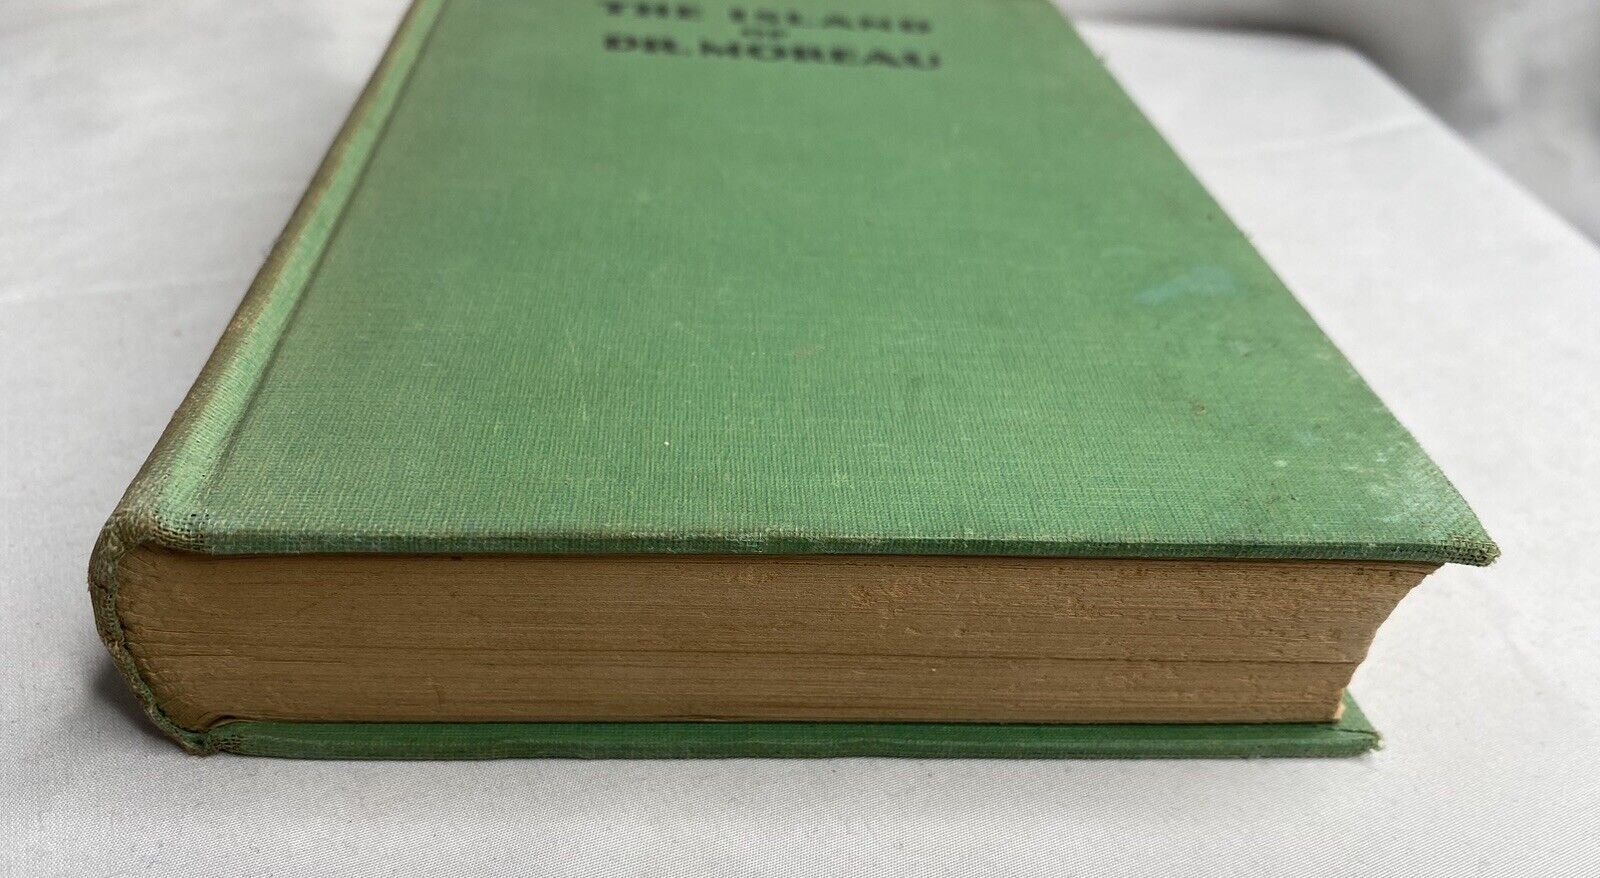 THE ISLAND
OF
DR. MOREAU